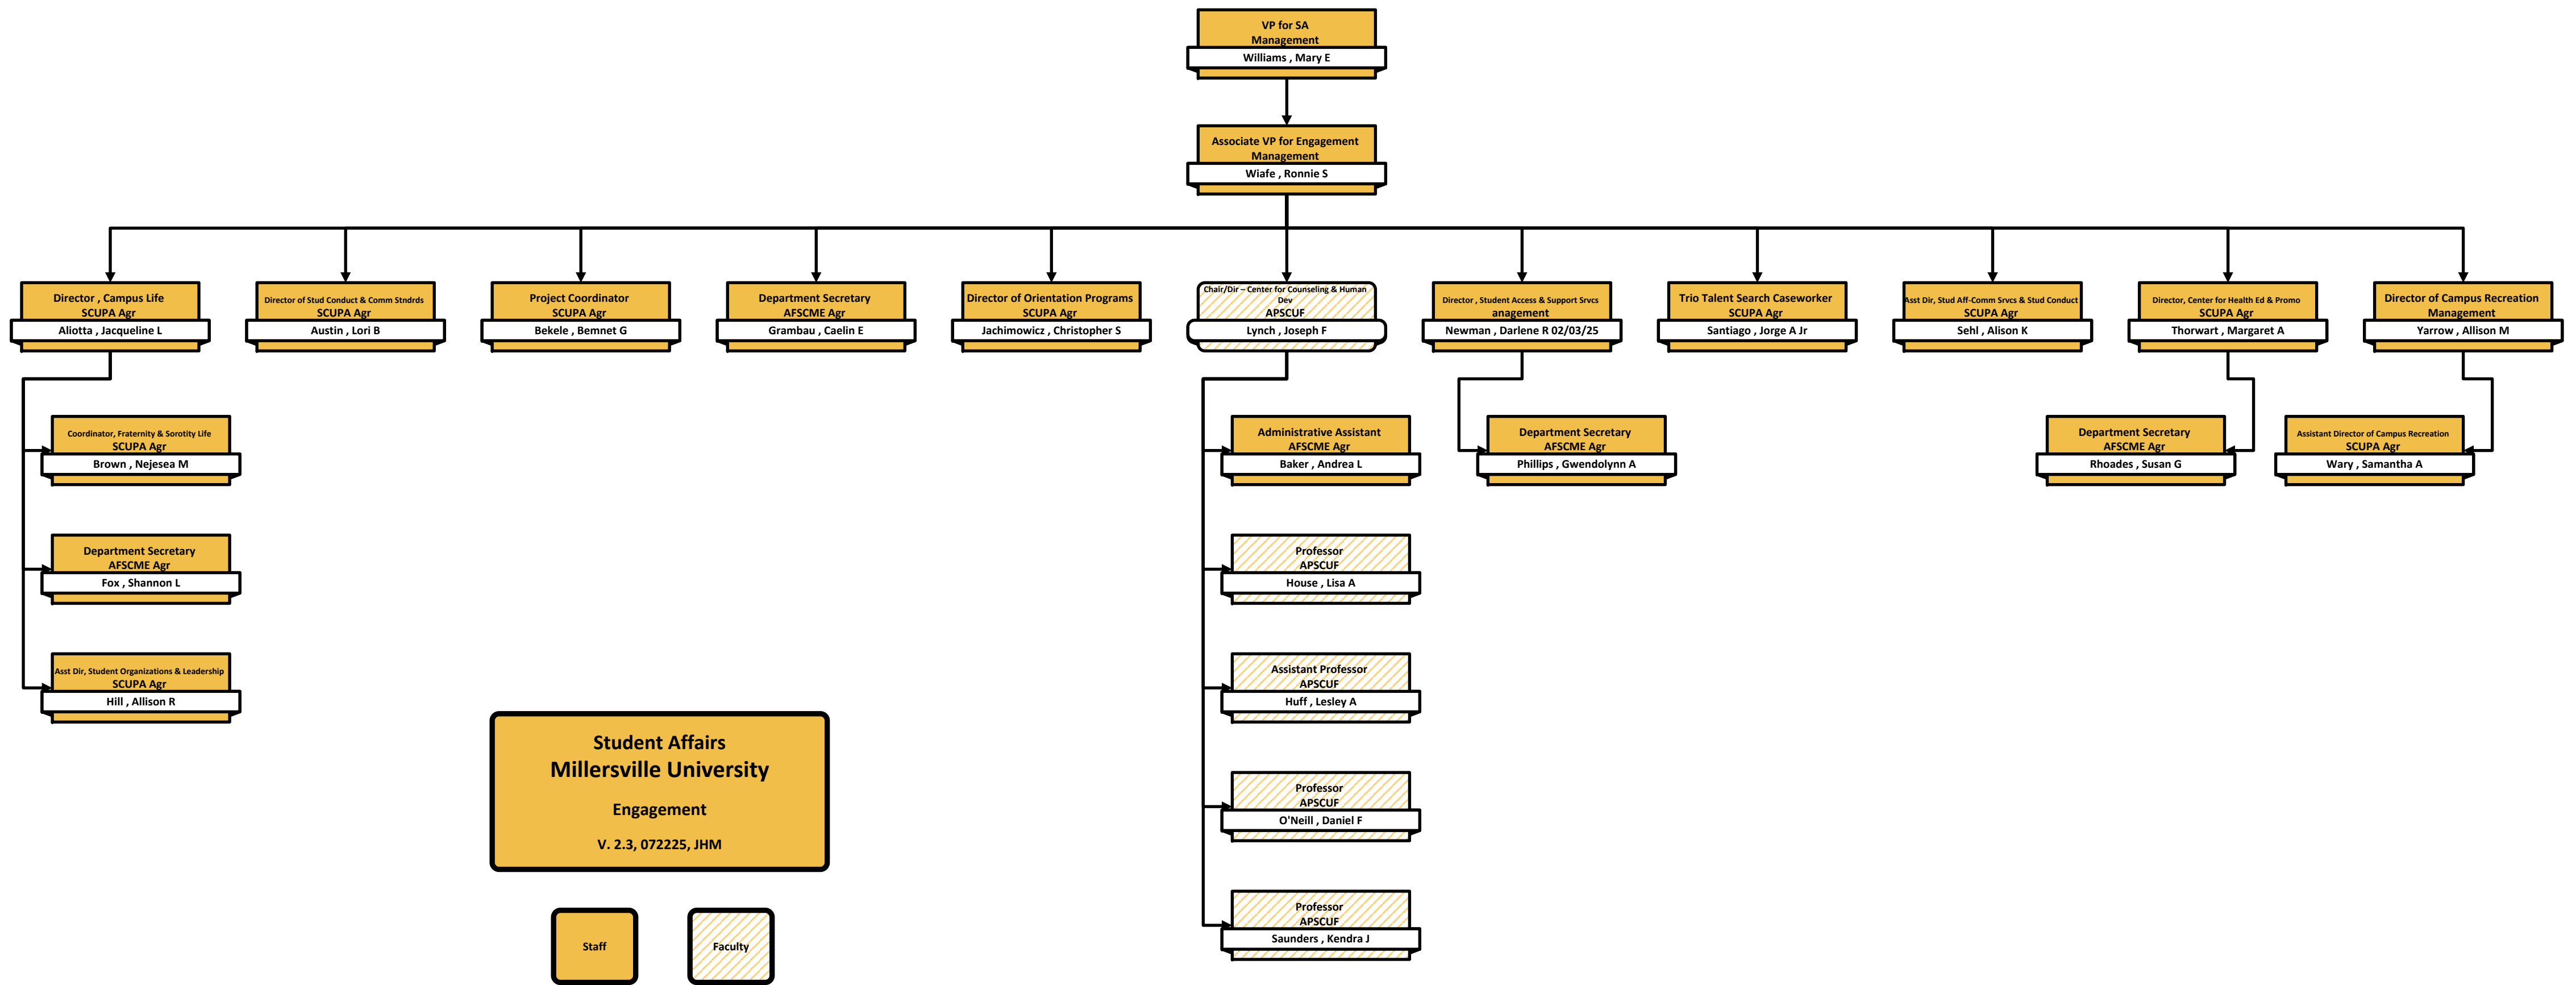 VP for SA
Management
Williams , Mary E
Associate VP for Engagement
Management
Wiafe , Ronnie S
Director , Campus Life
SCUPA Agr
Aliotta , Jacqueline L
Director of Stud Conduct & Comm Stndrds
SCUPA Agr
Austin , Lori B
Project Coordinator
SCUPA Agr
Bekele , Bemnet G
Department Secretary
AFSCME Agr
Grambau , Caelin E
Director of Orientation Programs
SCUPA Agr
Jachimowicz , Christopher S
Chair/Dir – Center for Counseling & Human
Dev
APSCUF
Lynch , Joseph F
Director , Student Access & Support Srvcs
anagement
Newman , Darlene R 02/03/25
Trio Talent Search Caseworker
SCUPA Agr
Santiago , Jorge A Jr
Asst Dir, Stud Aff-Comm Srvcs & Stud Conduct
SCUPA Agr
Sehl , Alison K
Director, Center for Health Ed & Promo
SCUPA Agr
Thorwart , Margaret A
Director of Campus Recreation
Management
Yarrow , Allison M
Coordinator, Fraternity & Sorotity Life
SCUPA Agr
Brown , Nejesea M
Department Secretary
AFSCME Agr
Fox , Shannon L
Asst Dir, Student Organizations & Leadership
SCUPA Agr
Hill , Allison R
Administrative Assistant
AFSCME Agr
Baker , Andrea L
Professor
APSCUF
House , Lisa A
Assistant Professor
APSCUF
Huff , Lesley A
Professor
APSCUF
O'Neill , Daniel F
Professor
APSCUF
Saunders , Kendra J
Department Secretary
AFSCME Agr
Phillips , Gwendolynn A
Department Secretary
AFSCME Agr
Rhoades , Susan G
Assistant Director of Campus Recreation
SCUPA Agr
Wary , Samantha A
Student Affairs
Millersville University
Engagement
V. 2.3, 072225, JHM
Staff
Faculty